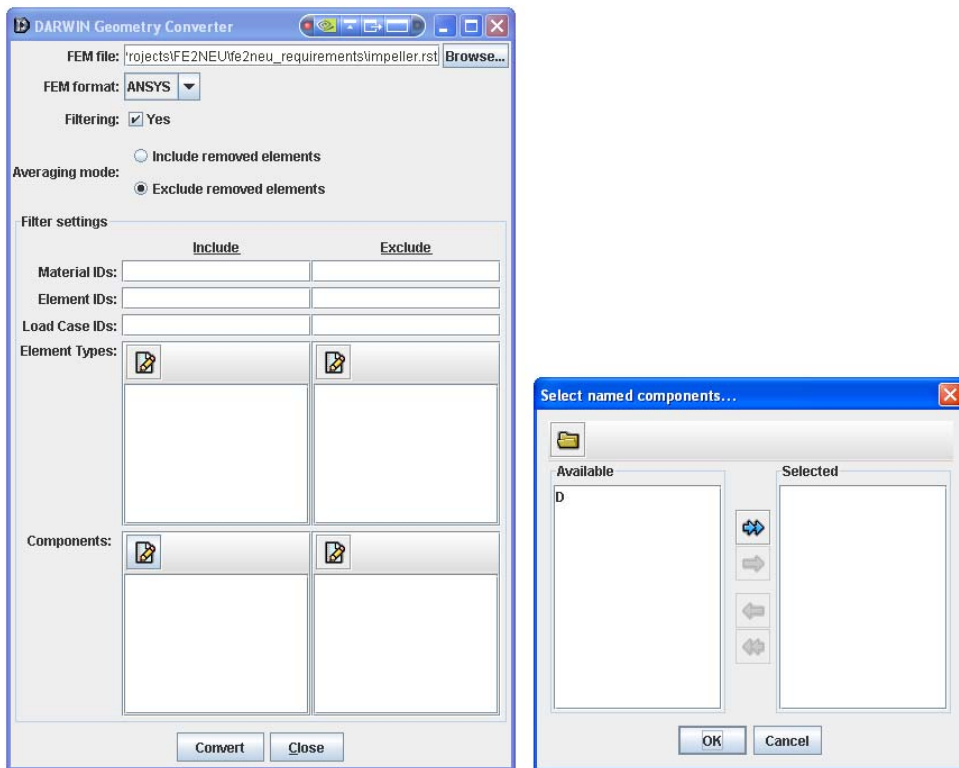 DARWIN Geometry Converter
FEM file: 'rojects\FE2NEU\fe2neu_requirements\impeller.rst Browse...
FEM format: ANSYS
Filtering: Yes
Averaging mode:
Include removed elements
Exclude removed elements
Filter settings
Include Exclude
Material IDs:
Element IDs:
Load Case IDs:
Element Types:
Components:
Convert Close
Select named components...
Available Selected
D
OK Cancel